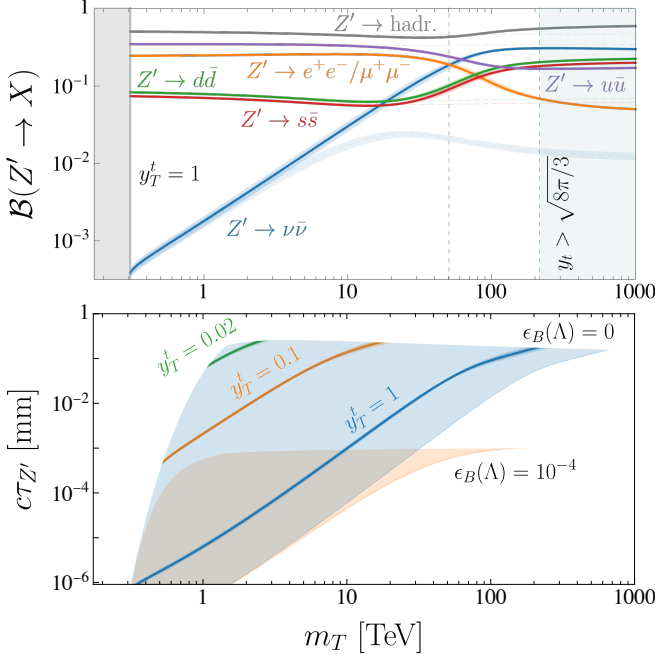 1
10⁻¹
10⁻²
10⁻³
B(Z′ → X)
Z′ → hadr.
Z′ → dd̄
Z′ → e⁺e⁻/μ⁺μ⁻
Z′ → uū
Z′ → ss̄
y_T^t = 1
Z′ → νν̄
y_t > √(8π/3)
1
10
100
1000
1
10⁻²
10⁻⁴
10⁻⁶
cτ_Z′ [mm]
y_T^t = 0.02
y_T^t = 0.1
y_T^t = 1
ϵ_B(Λ) = 0
ϵ_B(Λ) = 10⁻⁴
1
10
100
1000
m_T [TeV]